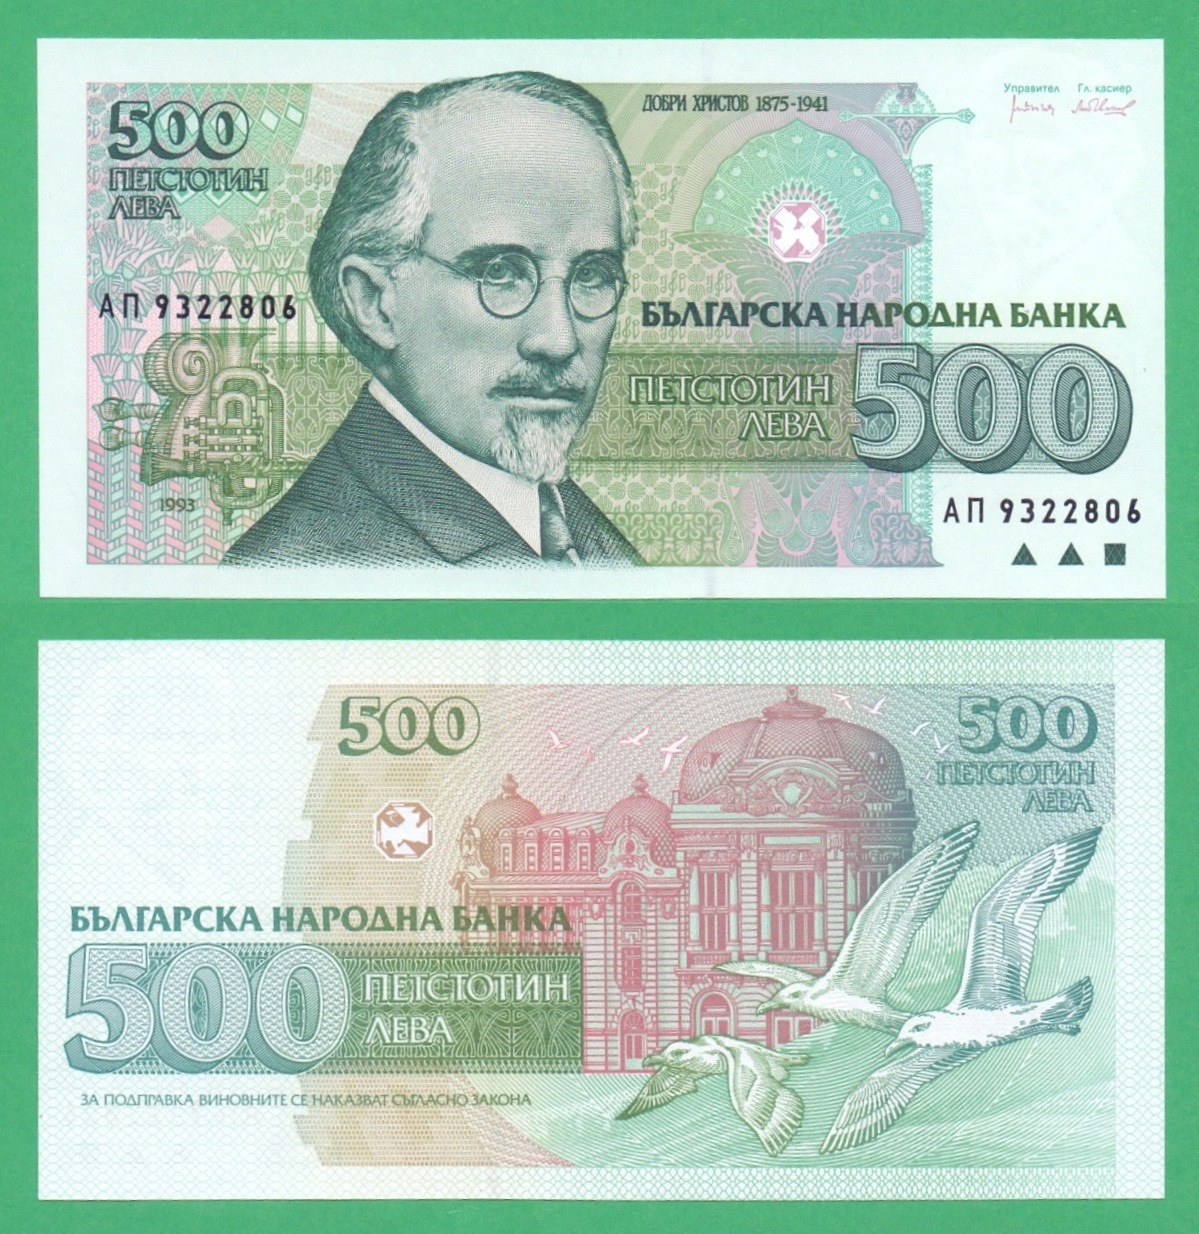 500
ПЕТСТОТИН
ЛЕВА
ДОБРИ ХРИСТОВ 1875-1941
Управител Гл. касиер
АП 9322806
БЪЛГАРСКА НАРОДНА БАНКА
ПЕТСТОТИН
ЛЕВА
500
1993
АП 9322806
500
500
ПЕТСТОТИН
ЛЕВА
БЪЛГАРСКА НАРОДНА БАНКА
500
ПЕТСТОТИН
ЛЕВА
ЗА ПОДПРАВКА ВИНОВНИТЕ СЕ НАКАЗВАТ СЪГЛАСНО ЗАКОНА